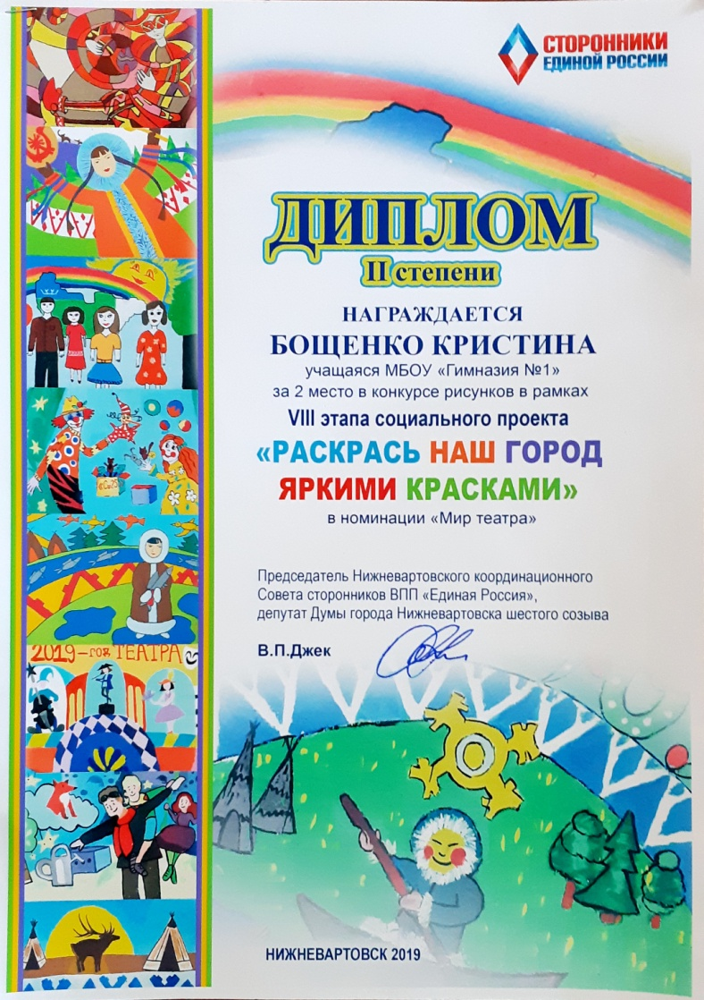 СТОРОННИКИ
ЕДИНОЙ РОССИИ
ДИПЛОМ
II степени
НАГРАЖДАЕТСЯ
БОЩЕНКО КРИСТИНА
учащаяся МБОУ «Гимназия №1»
за 2 место в конкурсе рисунков в рамках
VIII этапа социального проекта
«РАСКРАСЬ НАШ ГОРОД
ЯРКИМИ КРАСКАМИ»
в номинации «Мир театра»
Председатель Нижневартовского координационного
Совета сторонников ВПП «Единая Россия»,
депутат Думы города Нижневартовска шестого созыва
В.П.Джек
2019-год ТЕАТРА
НИЖНЕВАРТОВСК 2019